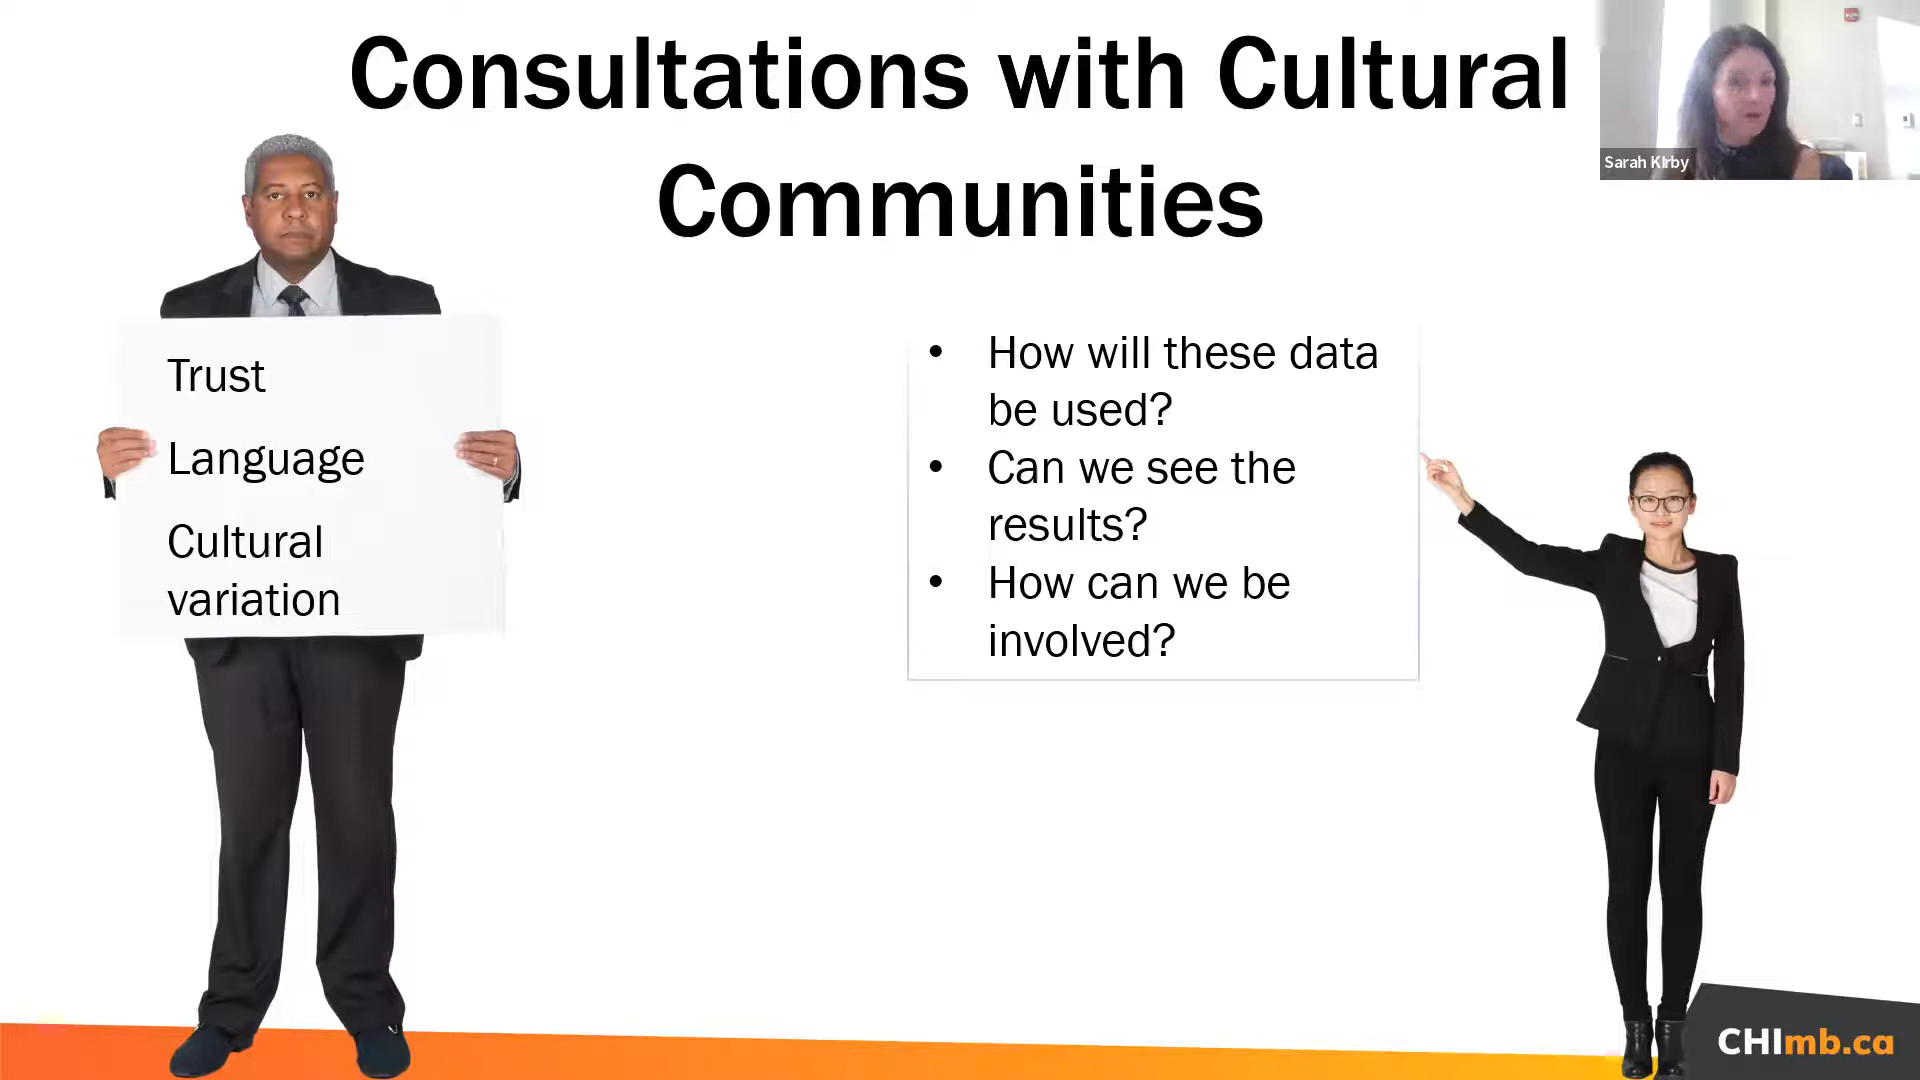 Consultations with Cultural
Communities
Sarah KIrby
Trust
Language
Cultural
variation
• How will these data
be used?
• Can we see the
results?
• How can we be
involved?
CHImb.ca